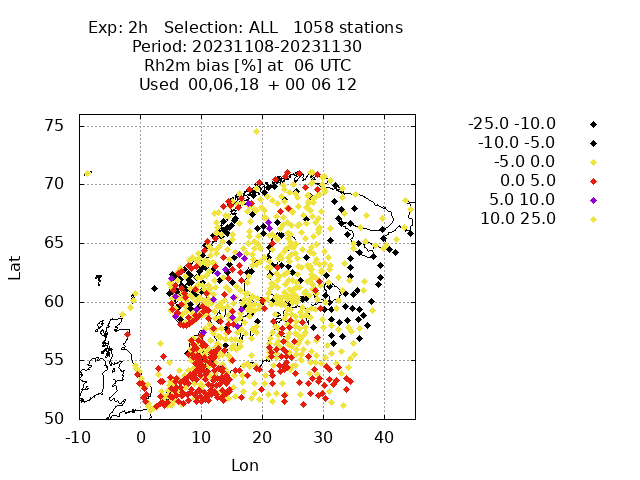 Exp: 2h   Selection: ALL   1058 stations
Period: 20231108-20231130
Rh2m bias [%] at  06 UTC
Used  00,06,18  + 00 06 12
-25.0 -10.0
-10.0 -5.0
-5.0 0.0
0.0 5.0
5.0 10.0
10.0 25.0
Lat
75
70
65
60
55
50
-10 0 10 20 30 40
Lon